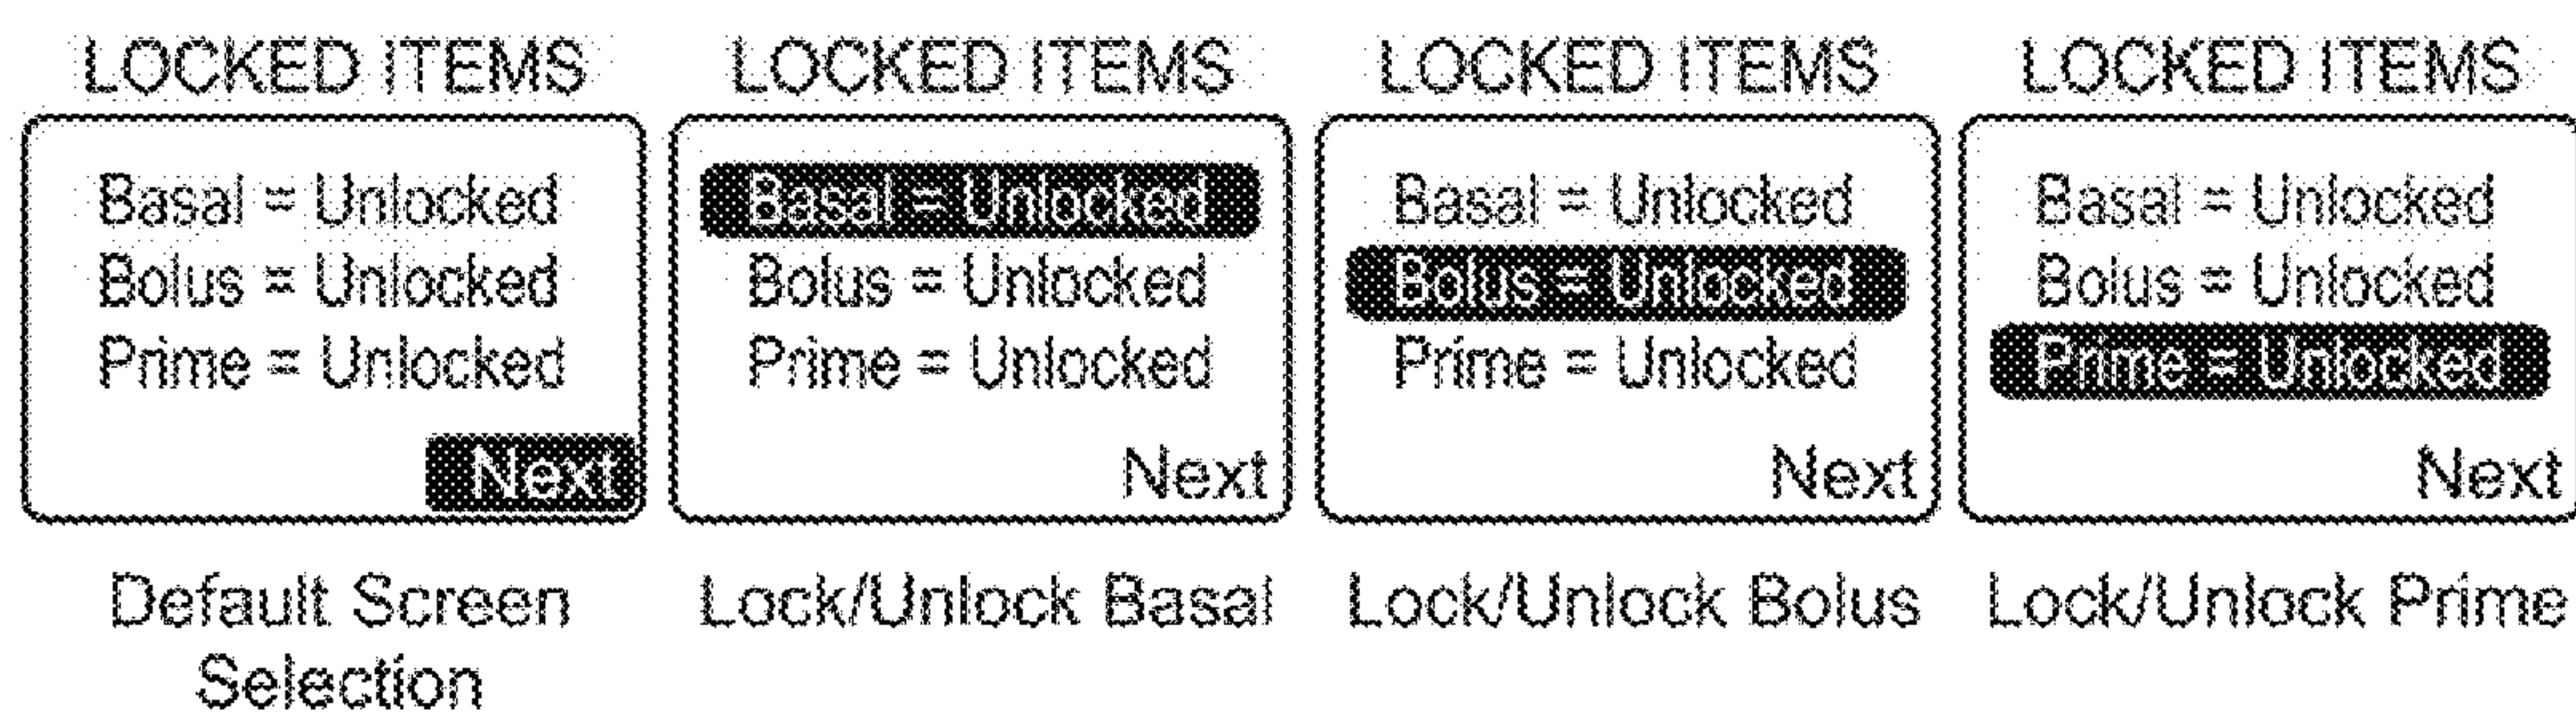 LOCKED ITEMS
Basal = Unlocked
Bolus = Unlocked
Prime = Unlocked
Next
Default Screen
Selection
LOCKED ITEMS
Basal = Unlocked
Bolus = Unlocked
Prime = Unlocked
Next
Lock/Unlock Basal
LOCKED ITEMS
Basal = Unlocked
Bolus = Unlocked
Prime = Unlocked
Next
Lock/Unlock Bolus
LOCKED ITEMS
Basal = Unlocked
Bolus = Unlocked
Prime = Unlocked
Next
Lock/Unlock Prime